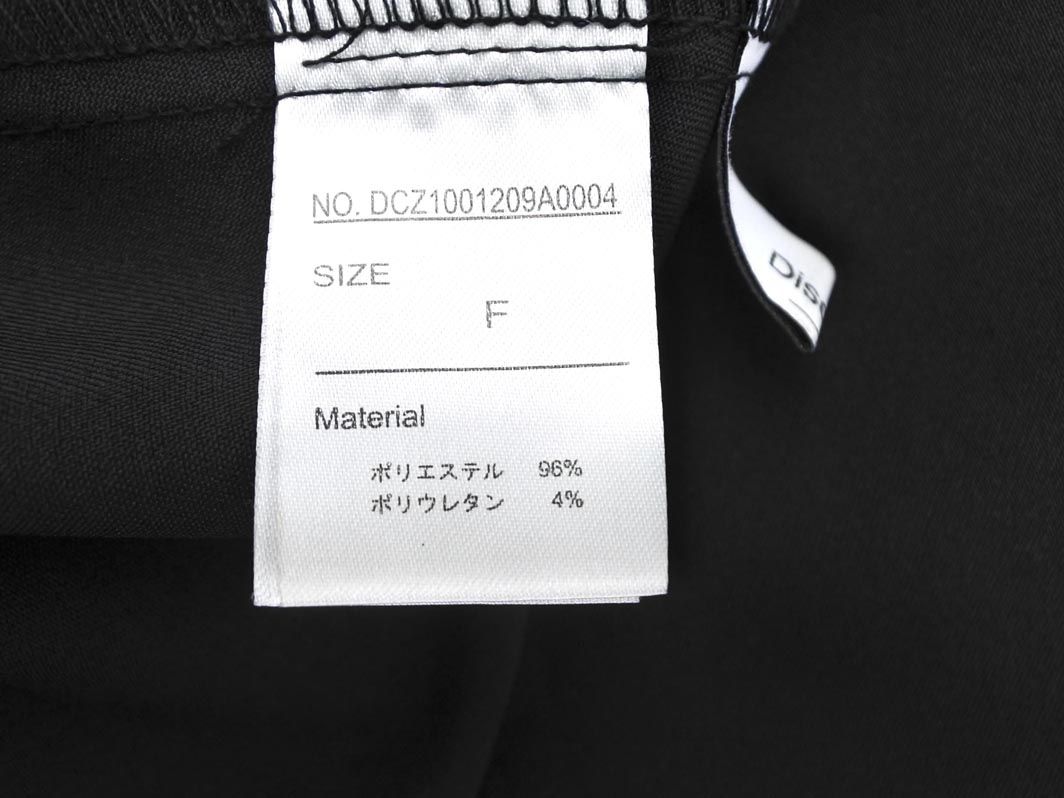 NO. DCZ1001209A0004
SIZE
F
Material
ポリエステル 96%
ポリウレタン 4%